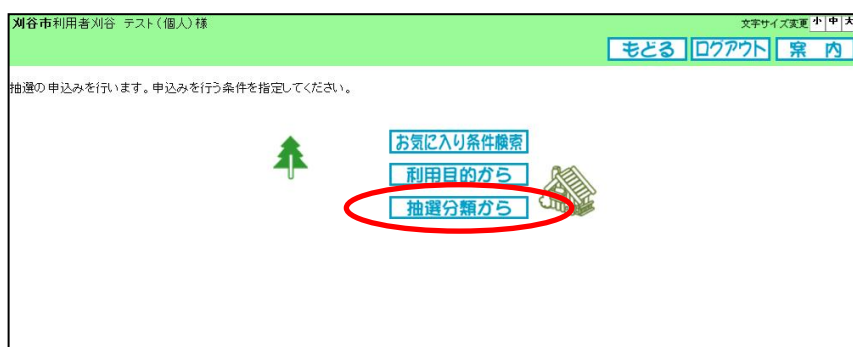 刈谷市利用者刈谷 テスト(個人)様
文字サイズ変更 小 中 大
もどる ログアウト 案 内
抽選の申込みを行います。申込みを行う条件を指定してください。
お気に入り条件検索
利用目的から
抽選分類から